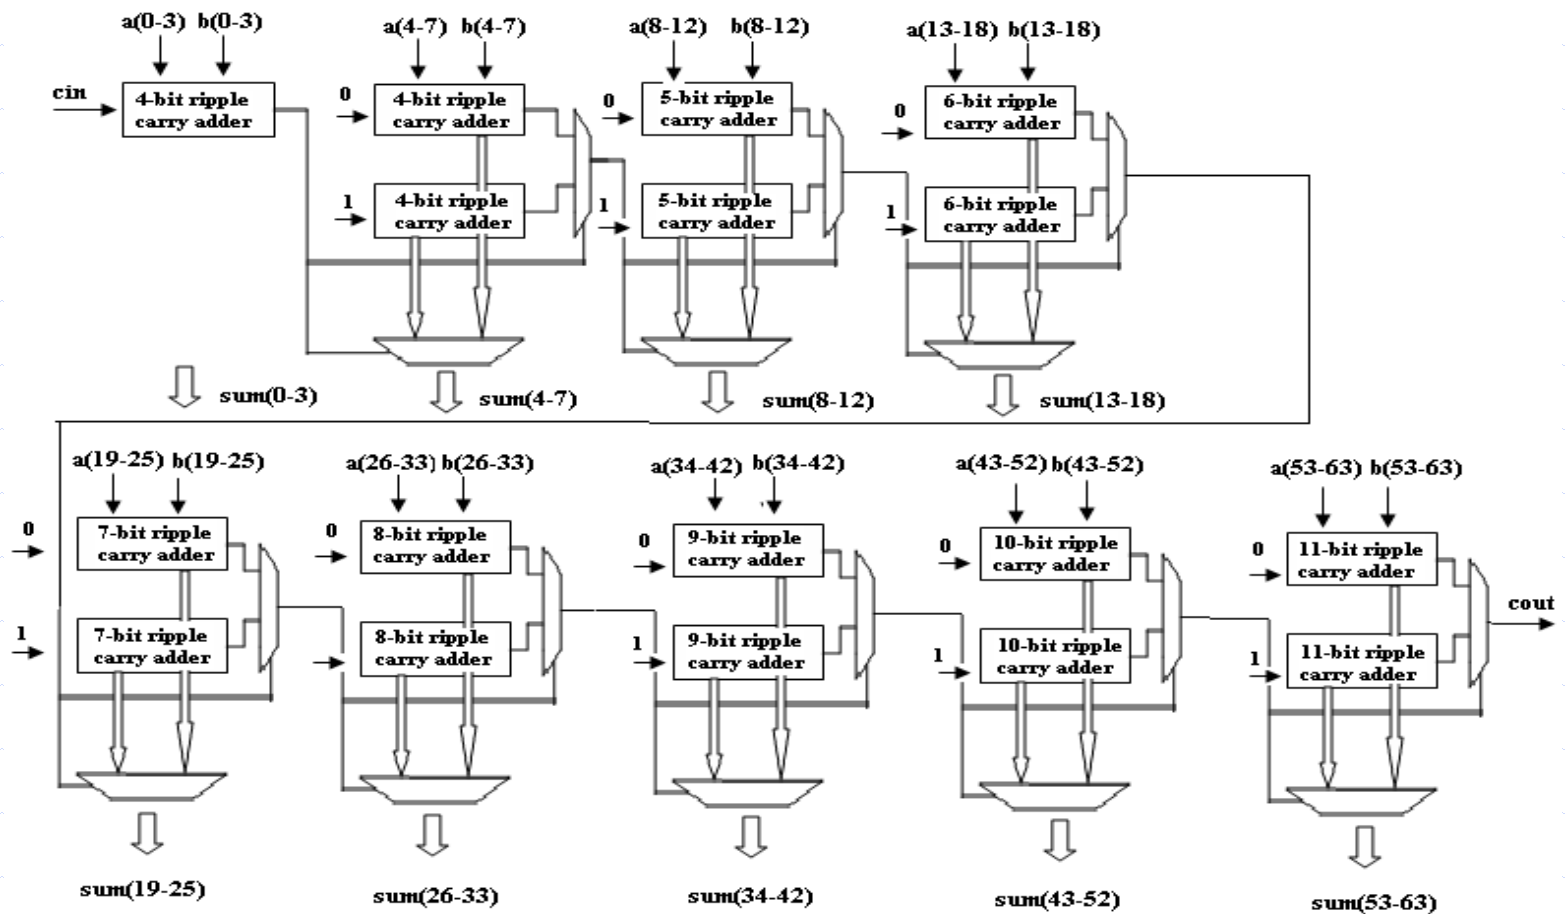 a(0-3) b(0-3)
a(4-7) b(4-7)
a(8-12) b(8-12)
a(13-18) b(13-18)
cin
4-bit ripple
carry adder
0
4-bit ripple
carry adder
1
4-bit ripple
carry adder
0
5-bit ripple
carry adder
1
5-bit ripple
carry adder
0
6-bit ripple
carry adder
1
6-bit ripple
carry adder
sum(0-3)
sum(4-7)
sum(8-12)
sum(13-18)
a(19-25) b(19-25)
a(26-33) b(26-33)
a(34-42) b(34-42)
a(43-52) b(43-52)
a(53-63) b(53-63)
0
7-bit ripple
carry adder
1
7-bit ripple
carry adder
0
8-bit ripple
carry adder
8-bit ripple
carry adder
0
9-bit ripple
carry adder
1
9-bit ripple
carry adder
0
10-bit ripple
carry adder
1
10-bit ripple
carry adder
0
11-bit ripple
carry adder
1
11-bit ripple
carry adder
cout
sum(19-25)
sum(26-33)
sum(34-42)
sum(43-52)
sum(53-63)